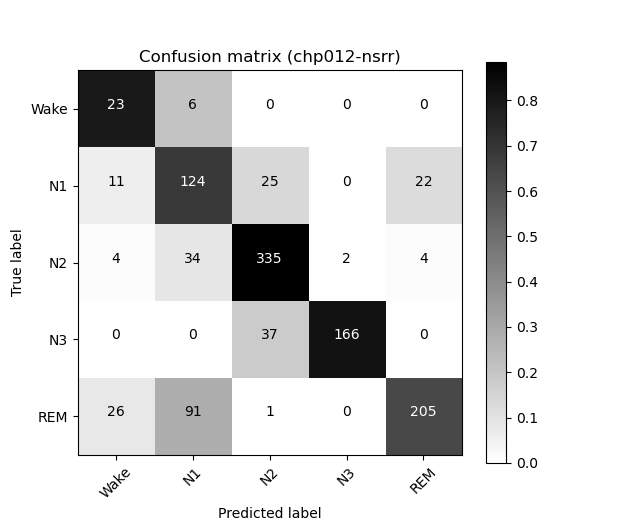 Confusion matrix (chp012-nsrr)
Wake 23 6 0 0 0
N1 11 124 25 0 22
N2 4 34 335 2 4
N3 0 0 37 166 0
REM 26 91 1 0 205
Wake N1 N2 N3 REM
Predicted label
True label
0.8
0.7
0.6
0.5
0.4
0.3
0.2
0.1
0.0